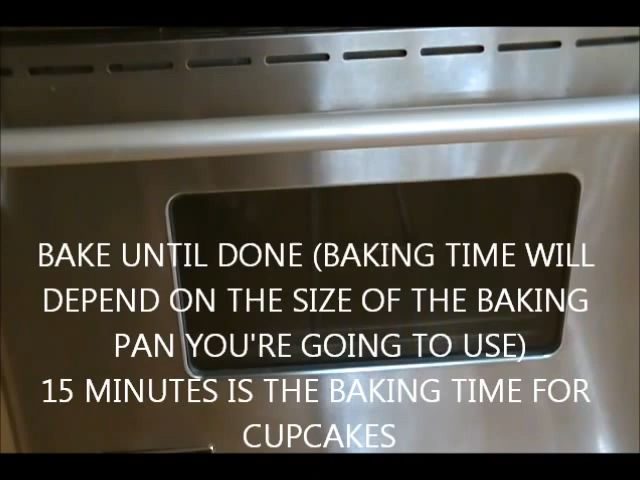 BAKE UNTIL DONE (BAKING TIME WILL
DEPEND ON THE SIZE OF THE BAKING
PAN YOU'RE GOING TO USE)
15 MINUTES IS THE BAKING TIME FOR
CUPCAKES